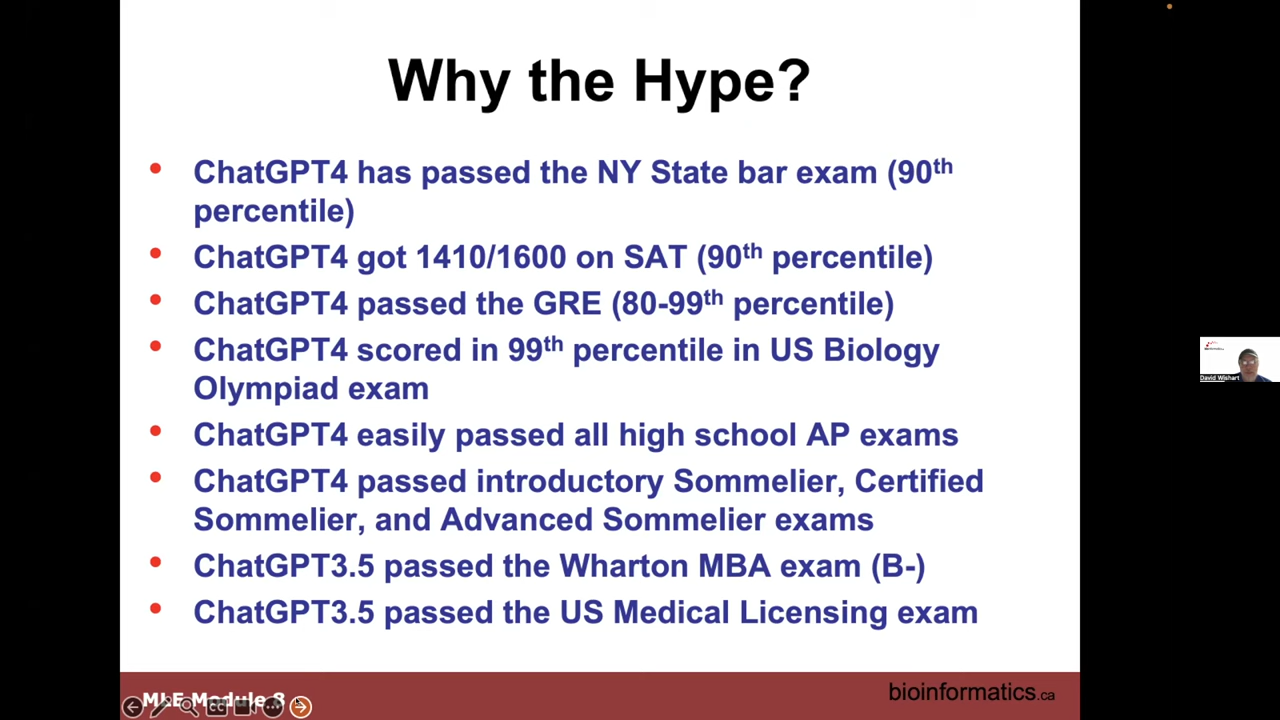 Why the Hype?
• ChatGPT4 has passed the NY State bar exam (90th
percentile)
• ChatGPT4 got 1410/1600 on SAT (90th percentile)
• ChatGPT4 passed the GRE (80-99th percentile)
• ChatGPT4 scored in 99th percentile in US Biology
Olympiad exam
• ChatGPT4 easily passed all high school AP exams
• ChatGPT4 passed introductory Sommelier, Certified
Sommelier, and Advanced Sommelier exams
• ChatGPT3.5 passed the Wharton MBA exam (B-)
• ChatGPT3.5 passed the US Medical Licensing exam
David Wishart
MLE Module 8
CC
bioinformatics.ca